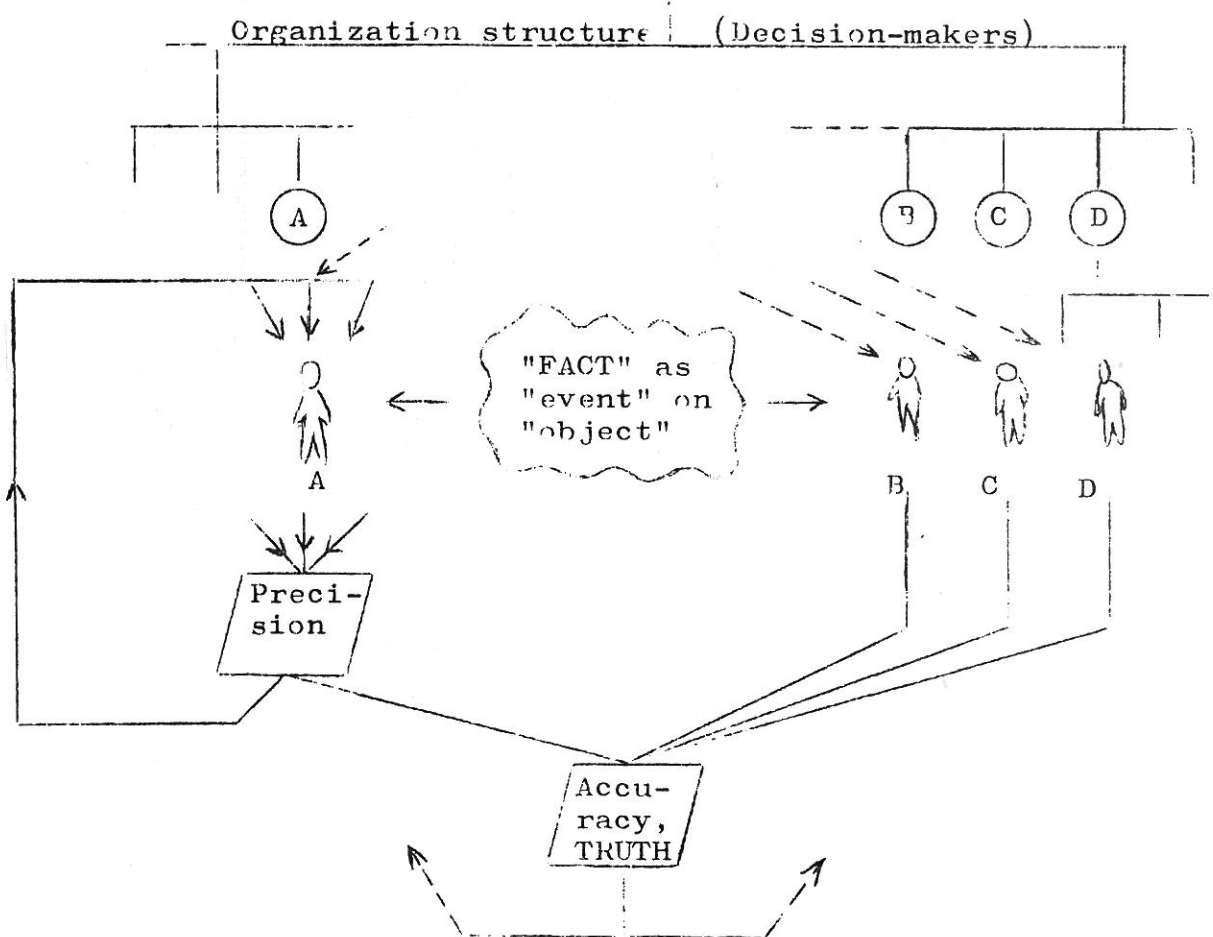 Organization structure (Decision-makers)
A
B C D
"FACT" as
"event" on
"object"
A
B C D
Preci-
sion
Accu-
racy,
TRUTH